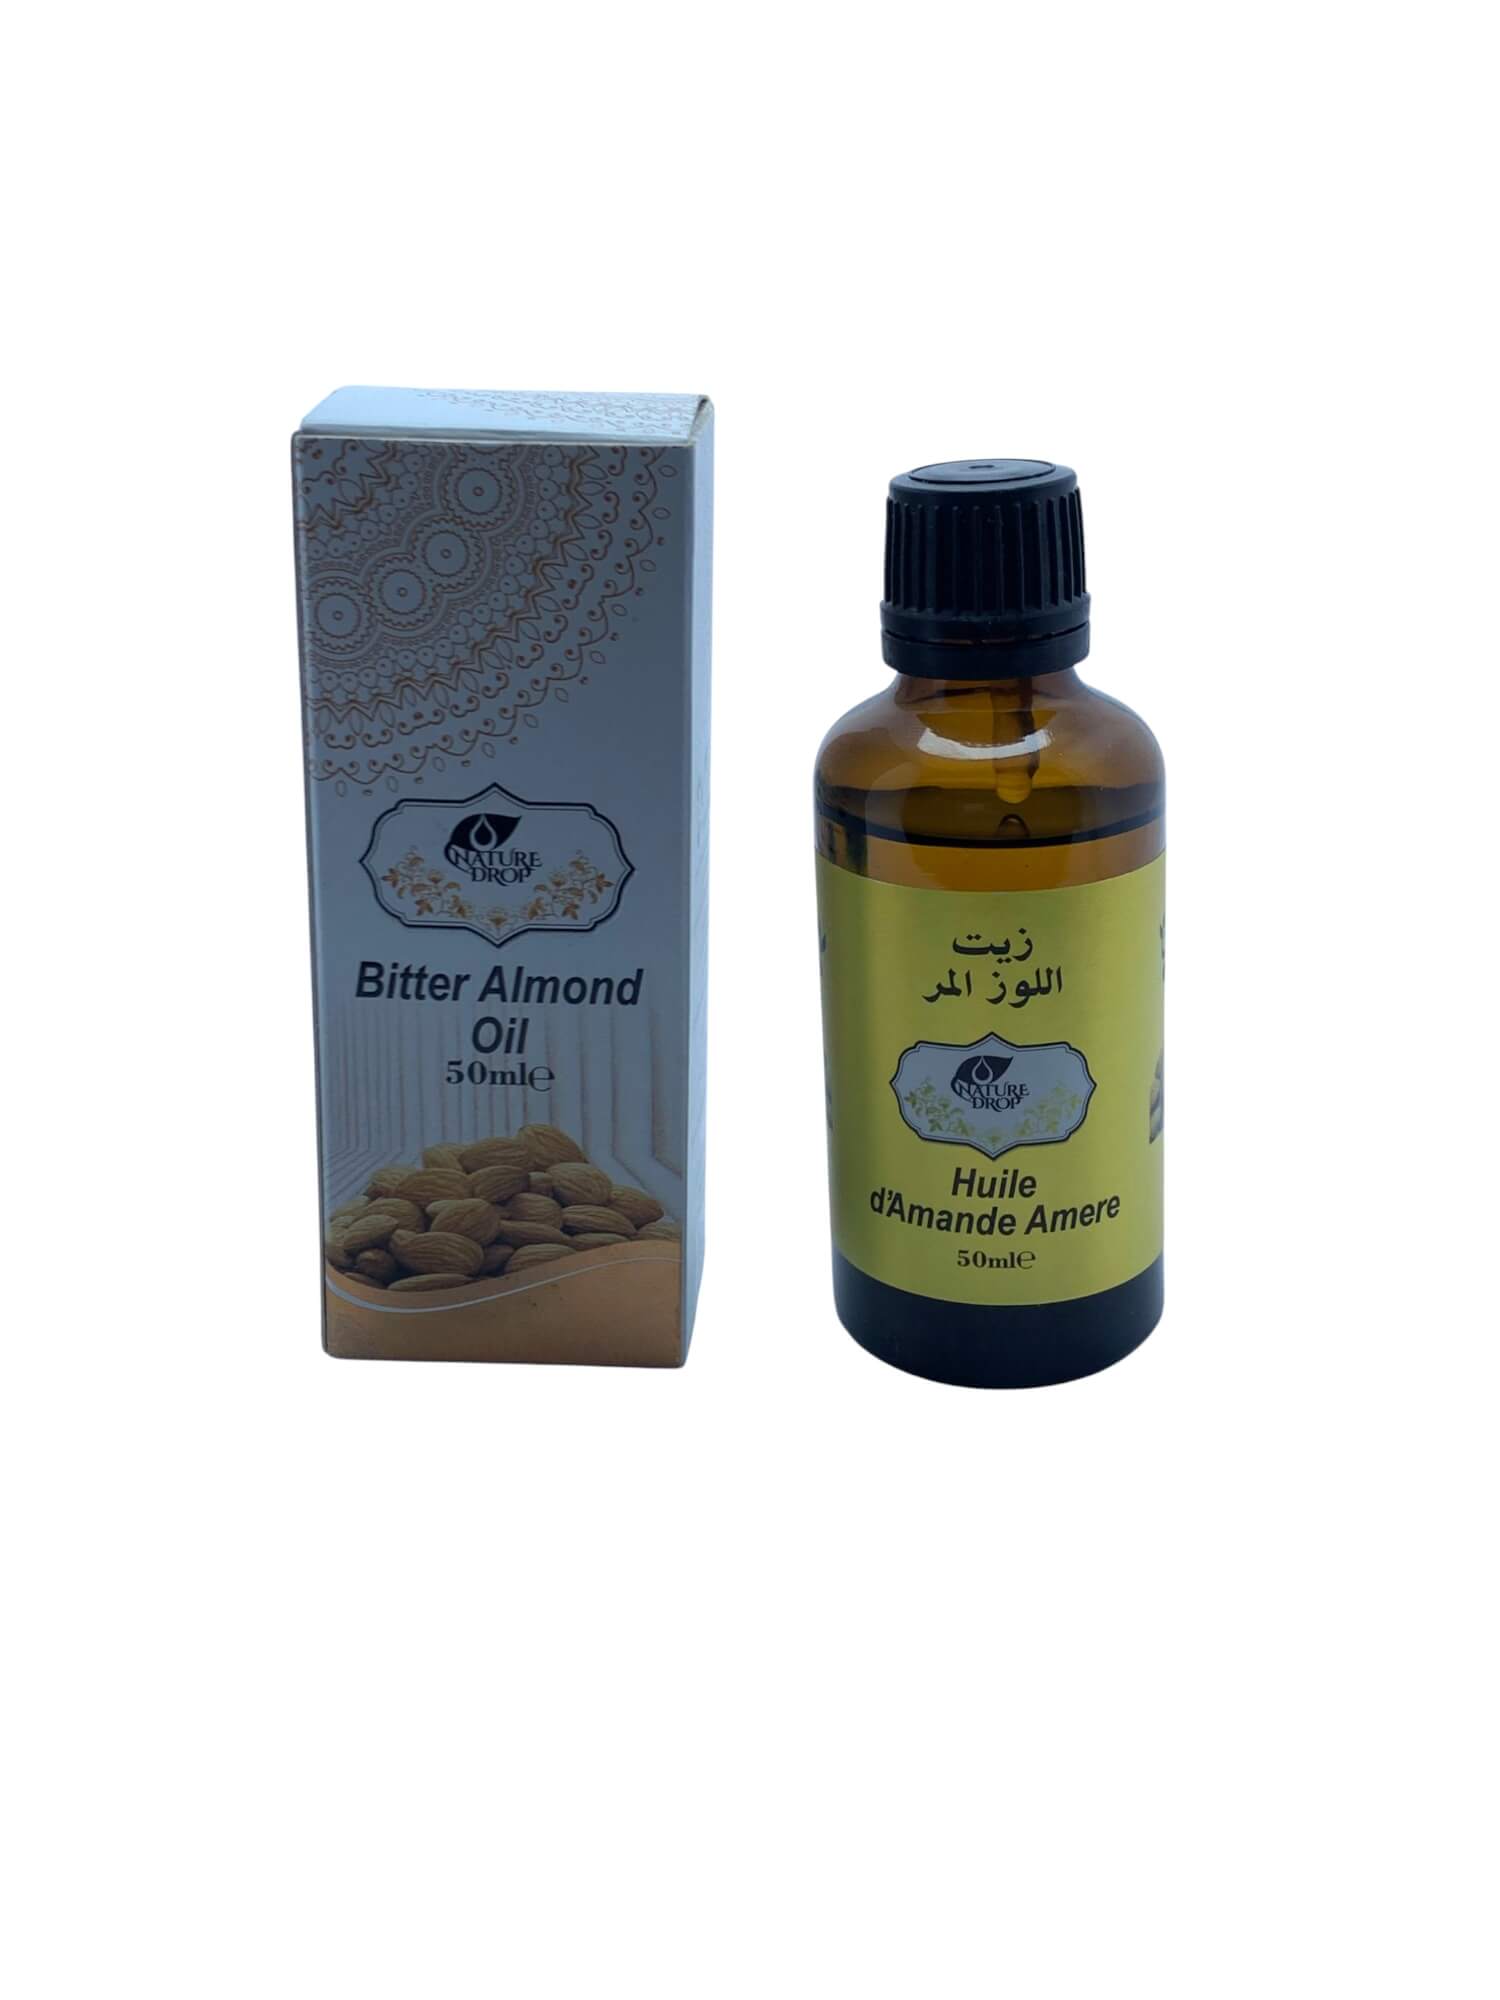 NATURE
DROP
Bitter Almond
Oil
50ml℮
زيت
اللوز المر
NATURE
DROP
Huile
d'Amande Amere
50ml℮